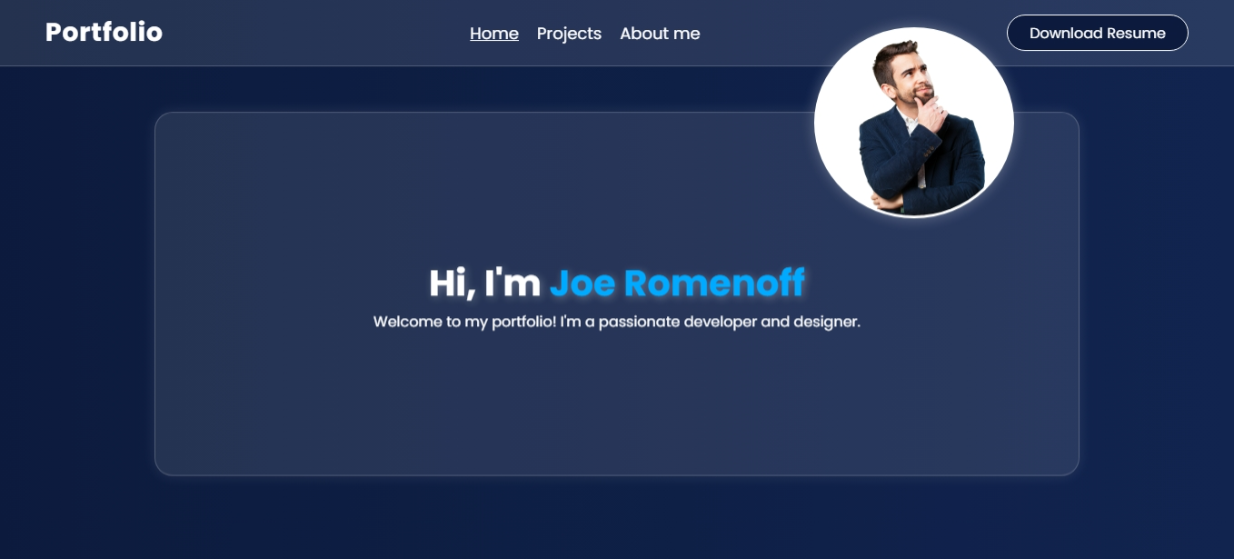 Portfolio
Home Projects About me
Download Resume
Hi, I'm Joe Romenoff
Welcome to my portfolio! I'm a passionate developer and designer.